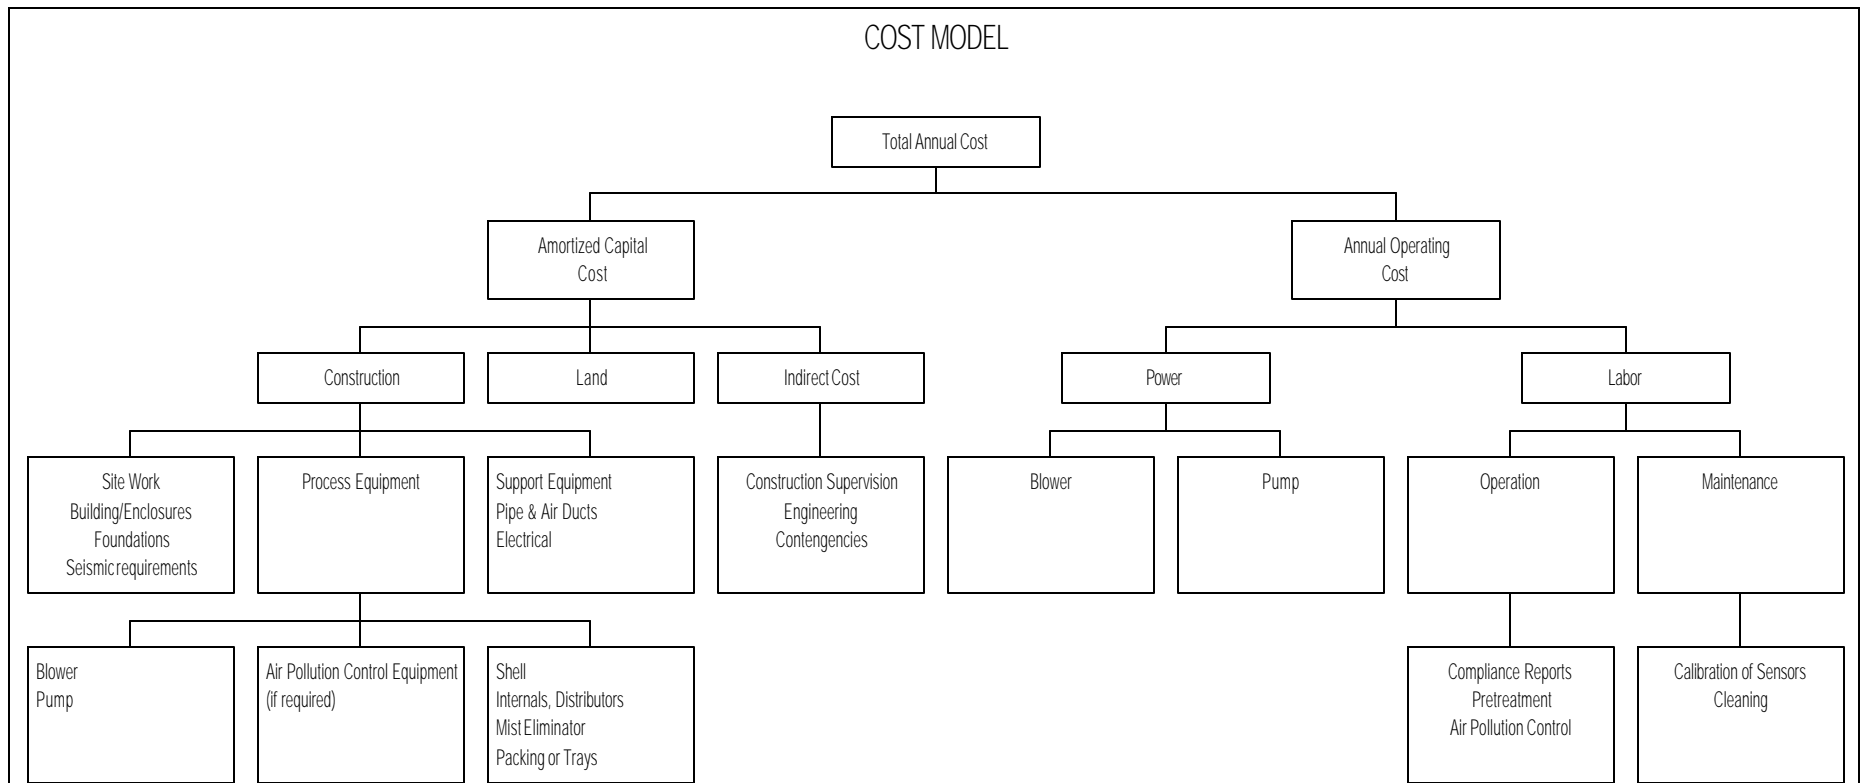 COST MODEL
Total Annual Cost
Amortized Capital
Cost
Annual Operating
Cost
Construction
Land
Indirect Cost
Power
Labor
Site Work
Building/Enclosures
Foundations
Seismic requirements
Process Equipment
Support Equipment
Pipe & Air Ducts
Electrical
Construction Supervision
Engineering
Contengencies
Blower
Pump
Operation
Maintenance
Blower
Pump
Air Pollution Control Equipment
(if required)
Shell
Internals, Distributors
Mist Eliminator
Packing or Trays
Compliance Reports
Pretreatment
Air Pollution Control
Calibration of Sensors
Cleaning